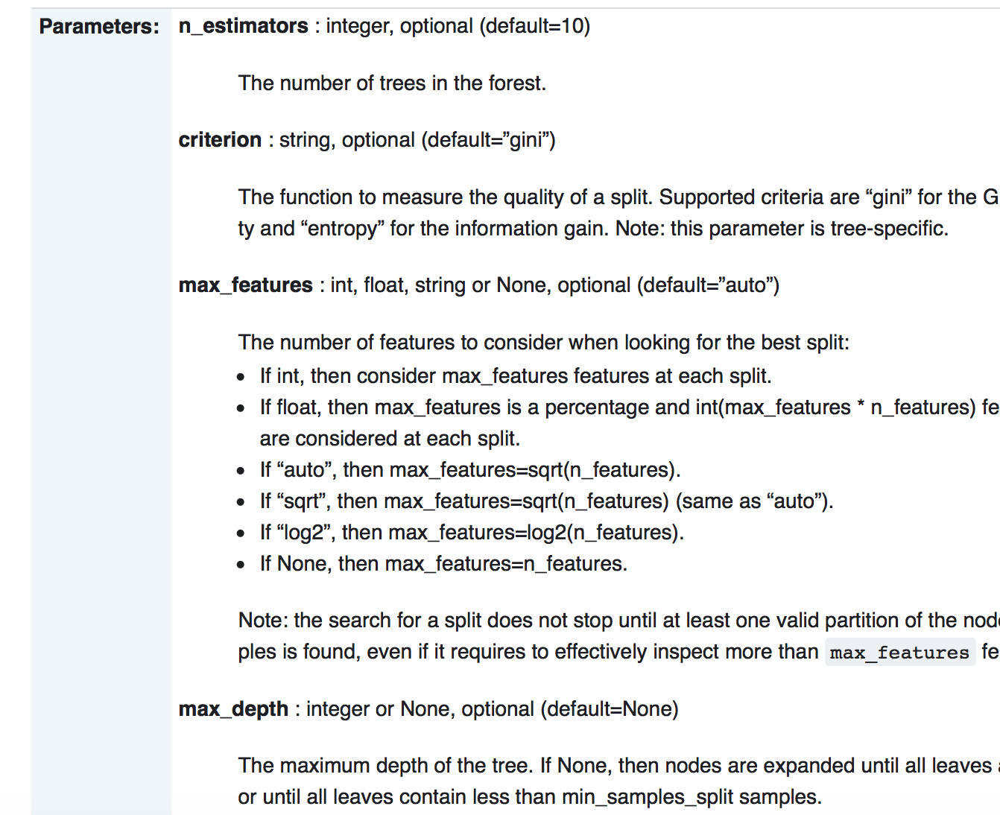 Parameters: n_estimators : integer, optional (default=10)
The number of trees in the forest.
criterion : string, optional (default=”gini”)
The function to measure the quality of a split. Supported criteria are “gini” for the G
ty and “entropy” for the information gain. Note: this parameter is tree-specific.
max_features : int, float, string or None, optional (default=”auto”)
The number of features to consider when looking for the best split:
• If int, then consider max_features features at each split.
• If float, then max_features is a percentage and int(max_features * n_features) fe
are considered at each split.
• If “auto”, then max_features=sqrt(n_features).
• If “sqrt”, then max_features=sqrt(n_features) (same as “auto”).
• If “log2”, then max_features=log2(n_features).
• If None, then max_features=n_features.
Note: the search for a split does not stop until at least one valid partition of the nod
ples is found, even if it requires to effectively inspect more than max_features fe
max_depth : integer or None, optional (default=None)
The maximum depth of the tree. If None, then nodes are expanded until all leaves
or until all leaves contain less than min_samples_split samples.